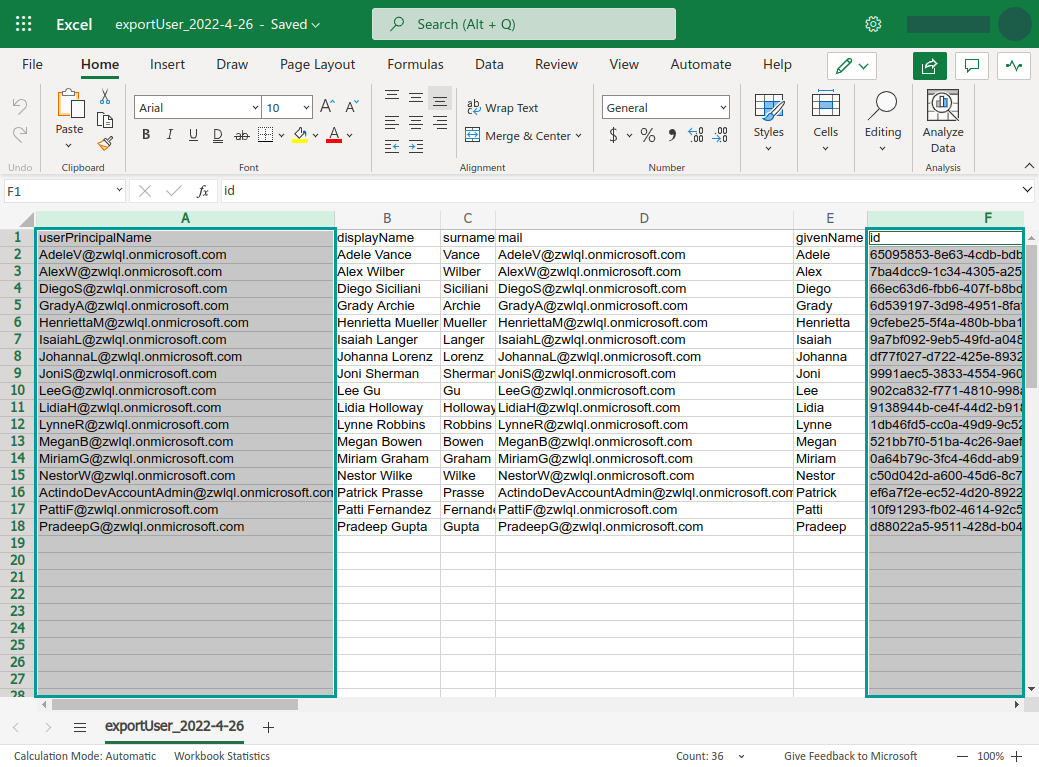 Excel exportUser_2022-4-26 - Saved Search (Alt + Q)
File Home Insert Draw Page Layout Formulas Data Review View Automate Help
Paste Arial 10 Wrap Text General Styles Cells Editing Analyze Data
B I U D ab A Merge & Center $ % 9
Undo Clipboard Font Alignment Number Analysis
F1 fx id
A B C D E F
1 userPrincipalName displayName surname mail givenName id
2 AdeleV@zwlql.onmicrosoft.com Adele Vance Vance AdeleV@zwlql.onmicrosoft.com Adele 65095853-8e63-4cdb-bdb
3 AlexW@zwlql.onmicrosoft.com Alex Wilber Wilber AlexW@zwlql.onmicrosoft.com Alex 7ba4dcc9-1c34-4305-a25
4 DiegoS@zwlql.onmicrosoft.com Diego Siciliani Siciliani DiegoS@zwlql.onmicrosoft.com Diego 66ec63d6-fbb6-407f-b8bd
5 GradyA@zwlql.onmicrosoft.com Grady Archie Archie GradyA@zwlql.onmicrosoft.com Grady 6d539197-3d98-4951-8fa
6 HenriettaM@zwlql.onmicrosoft.com Henrietta Mueller Mueller HenriettaM@zwlql.onmicrosoft.com Henrietta 9cfebe25-5f4a-480b-bba1
7 IsaiahL@zwlql.onmicrosoft.com Isaiah Langer Langer IsaiahL@zwlql.onmicrosoft.com Isaiah 9a7bf092-9eb5-49fd-a048
8 JohannaL@zwlql.onmicrosoft.com Johanna Lorenz Lorenz JohannaL@zwlql.onmicrosoft.com Johanna df77f027-d722-425e-8932
9 JoniS@zwlql.onmicrosoft.com Joni Sherman Sherman JoniS@zwlql.onmicrosoft.com Joni 9991aec5-3833-4554-960
10 LeeG@zwlql.onmicrosoft.com Lee Gu Gu LeeG@zwlql.onmicrosoft.com Lee 902ca832-f771-4810-998
11 LidiaH@zwlql.onmicrosoft.com Lidia Holloway Holloway LidiaH@zwlql.onmicrosoft.com Lidia 9138944b-ce4f-44d2-b918
12 LynneR@zwlql.onmicrosoft.com Lynne Robbins Robbins LynneR@zwlql.onmicrosoft.com Lynne 1db46fd5-cc0a-49d9-9c52
13 MeganB@zwlql.onmicrosoft.com Megan Bowen Bowen MeganB@zwlql.onmicrosoft.com Megan 521bb7f0-51ba-4c26-9aef
14 MiriamG@zwlql.onmicrosoft.com Miriam Graham Graham MiriamG@zwlql.onmicrosoft.com Miriam 0a64b79c-3fc4-46dd-ab9
15 NestorW@zwlql.onmicrosoft.com Nestor Wilke Wilke NestorW@zwlql.onmicrosoft.com Nestor c50d042d-a600-45d6-8c7
16 ActindoDevAccountAdmin@zwlql.onmicrosoft.com Patrick Prasse Prasse ActindoDevAccountAdmin@zwlql.onmicrosoft.com Patrick ef6a7f2e-ec52-4d20-8922
17 PattiF@zwlql.onmicrosoft.com Patti Fernandez Fernande PattiF@zwlql.onmicrosoft.com Patti 10f91293-fb02-4614-92c5
18 PradeepG@zwlql.onmicrosoft.com Pradeep Gupta Gupta PradeepG@zwlql.onmicrosoft.com Pradeep d88022a5-9511-428d-b04
19
20
21
22
23
24
25
26
27
28
exportUser_2022-4-26
Calculation Mode: Automatic Workbook Statistics Count: 36 Give Feedback to Microsoft 100%